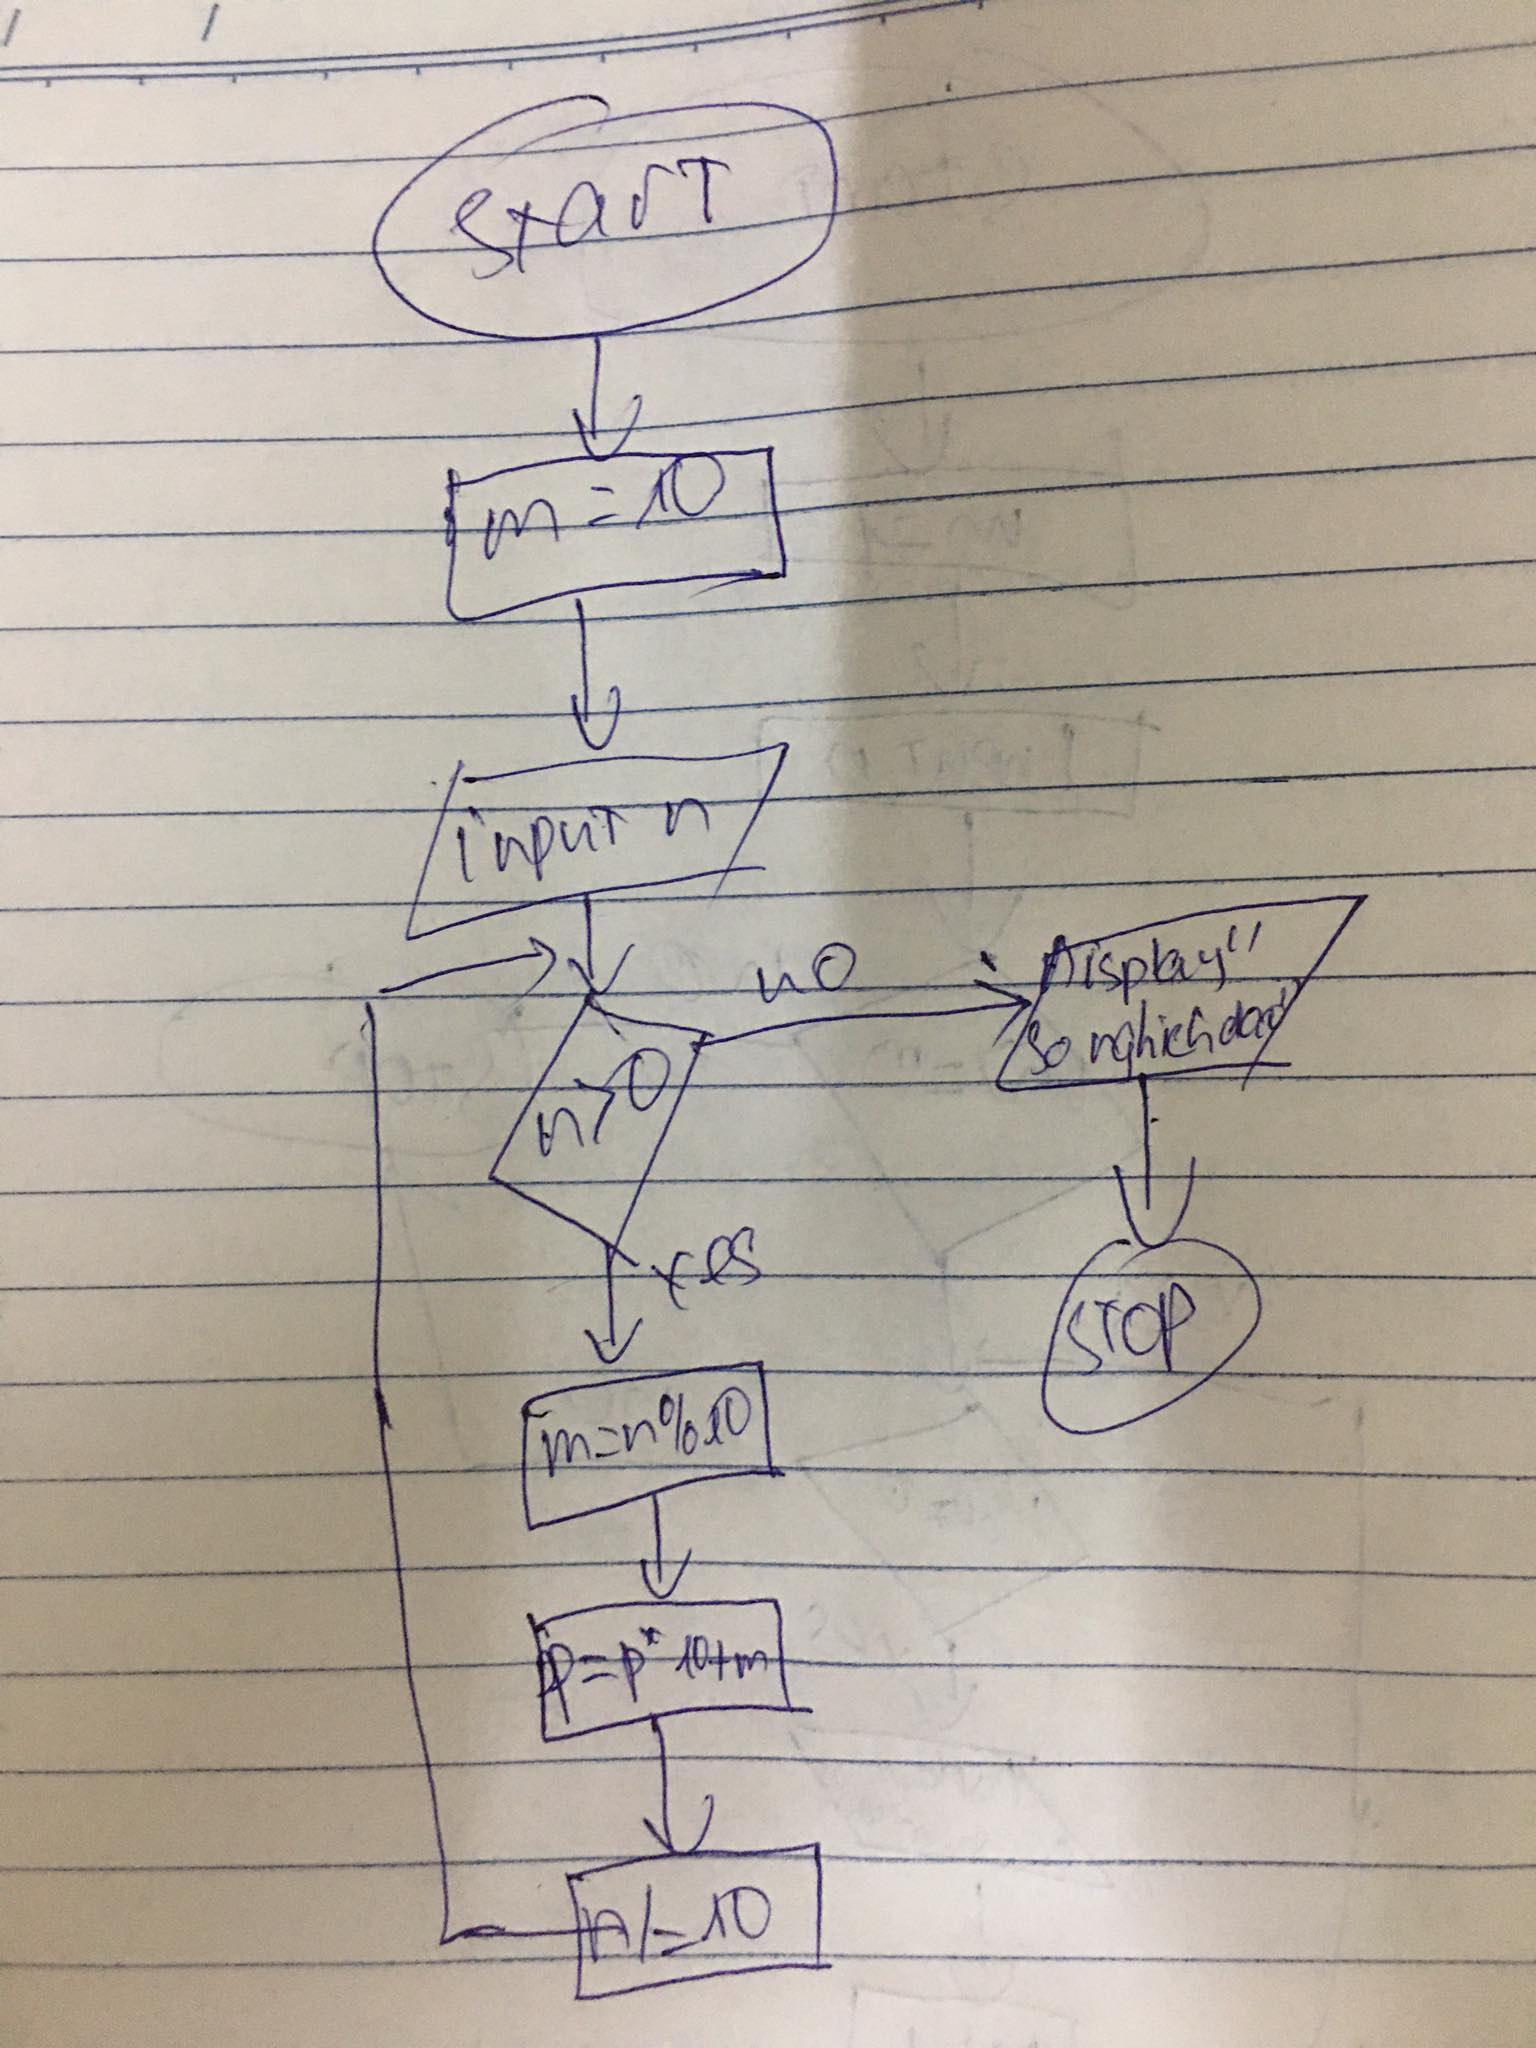 Start
m = 10
input n
n>0
no
Display "
So nghich dao"
STOP
yes
m=n%10
p=p*10+m
n/=10